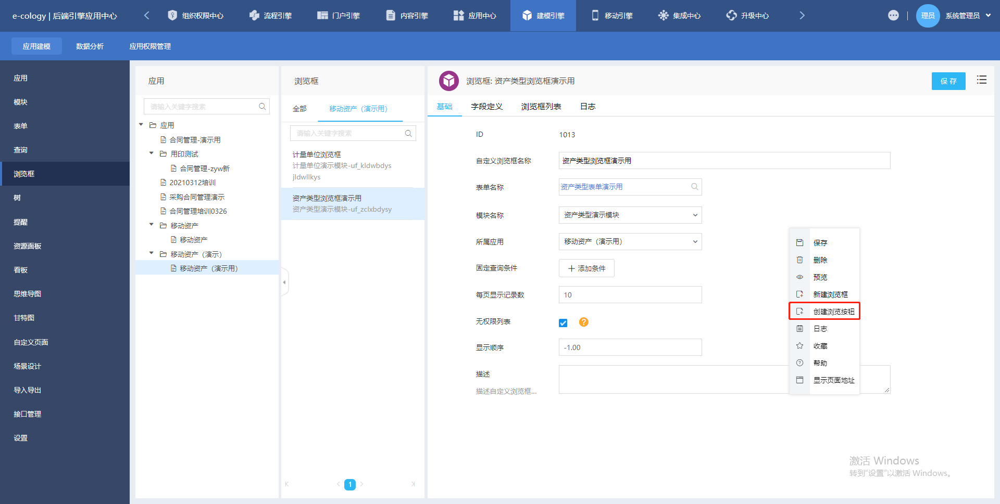 e-cology | 后端引擎应用中心
组织权限中心
流程引擎
门户引擎
内容引擎
应用中心
建模引擎
移动引擎
集成中心
升级中心
理员
系统管理员
应用建模
数据分析
应用权限管理
应用
模块
表单
查询
浏览框
树
提醒
资源面板
看板
思维导图
甘特图
自定义页面
场景设计
导入导出
接口管理
设置
应用
请输入关键字搜索
应用
合同管理-演示用
用印测试
合同管理-zyw新
20210312培训
采购合同管理演示
合同管理培训0326
移动资产
移动资产
移动资产（演示）
移动资产（演示用）
浏览框
全部
移动资产（演示用）
请输入关键字搜索
计量单位浏览框
计量单位演示模块-uf_kldwbdys
jldwllkys
资产类型浏览框演示用
资产类型演示模块-uf_zclxbdysy
1
浏览框: 资产类型浏览框演示用
保 存
基础
字段定义
浏览框列表
日志
ID
1013
自定义浏览框名称
资产类型浏览框演示用
表单名称
资产类型表单演示用
模块名称
资产类型演示模块
所属应用
移动资产（演示用）
固定查询条件
添加条件
每页显示记录数
10
无权限列表
?
显示顺序
-1.00
描述
描述自定义浏览框...
保存
删除
预览
新建浏览框
创建浏览按钮
日志
收藏
帮助
显示页面地址
激活 Windows
转到“设置”以激活 Windows。